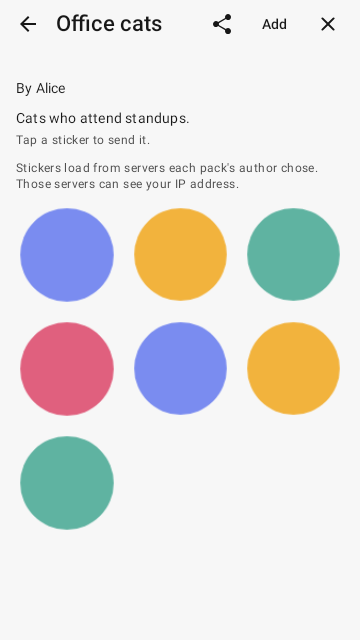 Office cats
Add
By Alice
Cats who attend standups.
Tap a sticker to send it.
Stickers load from servers each pack's author chose.
Those servers can see your IP address.